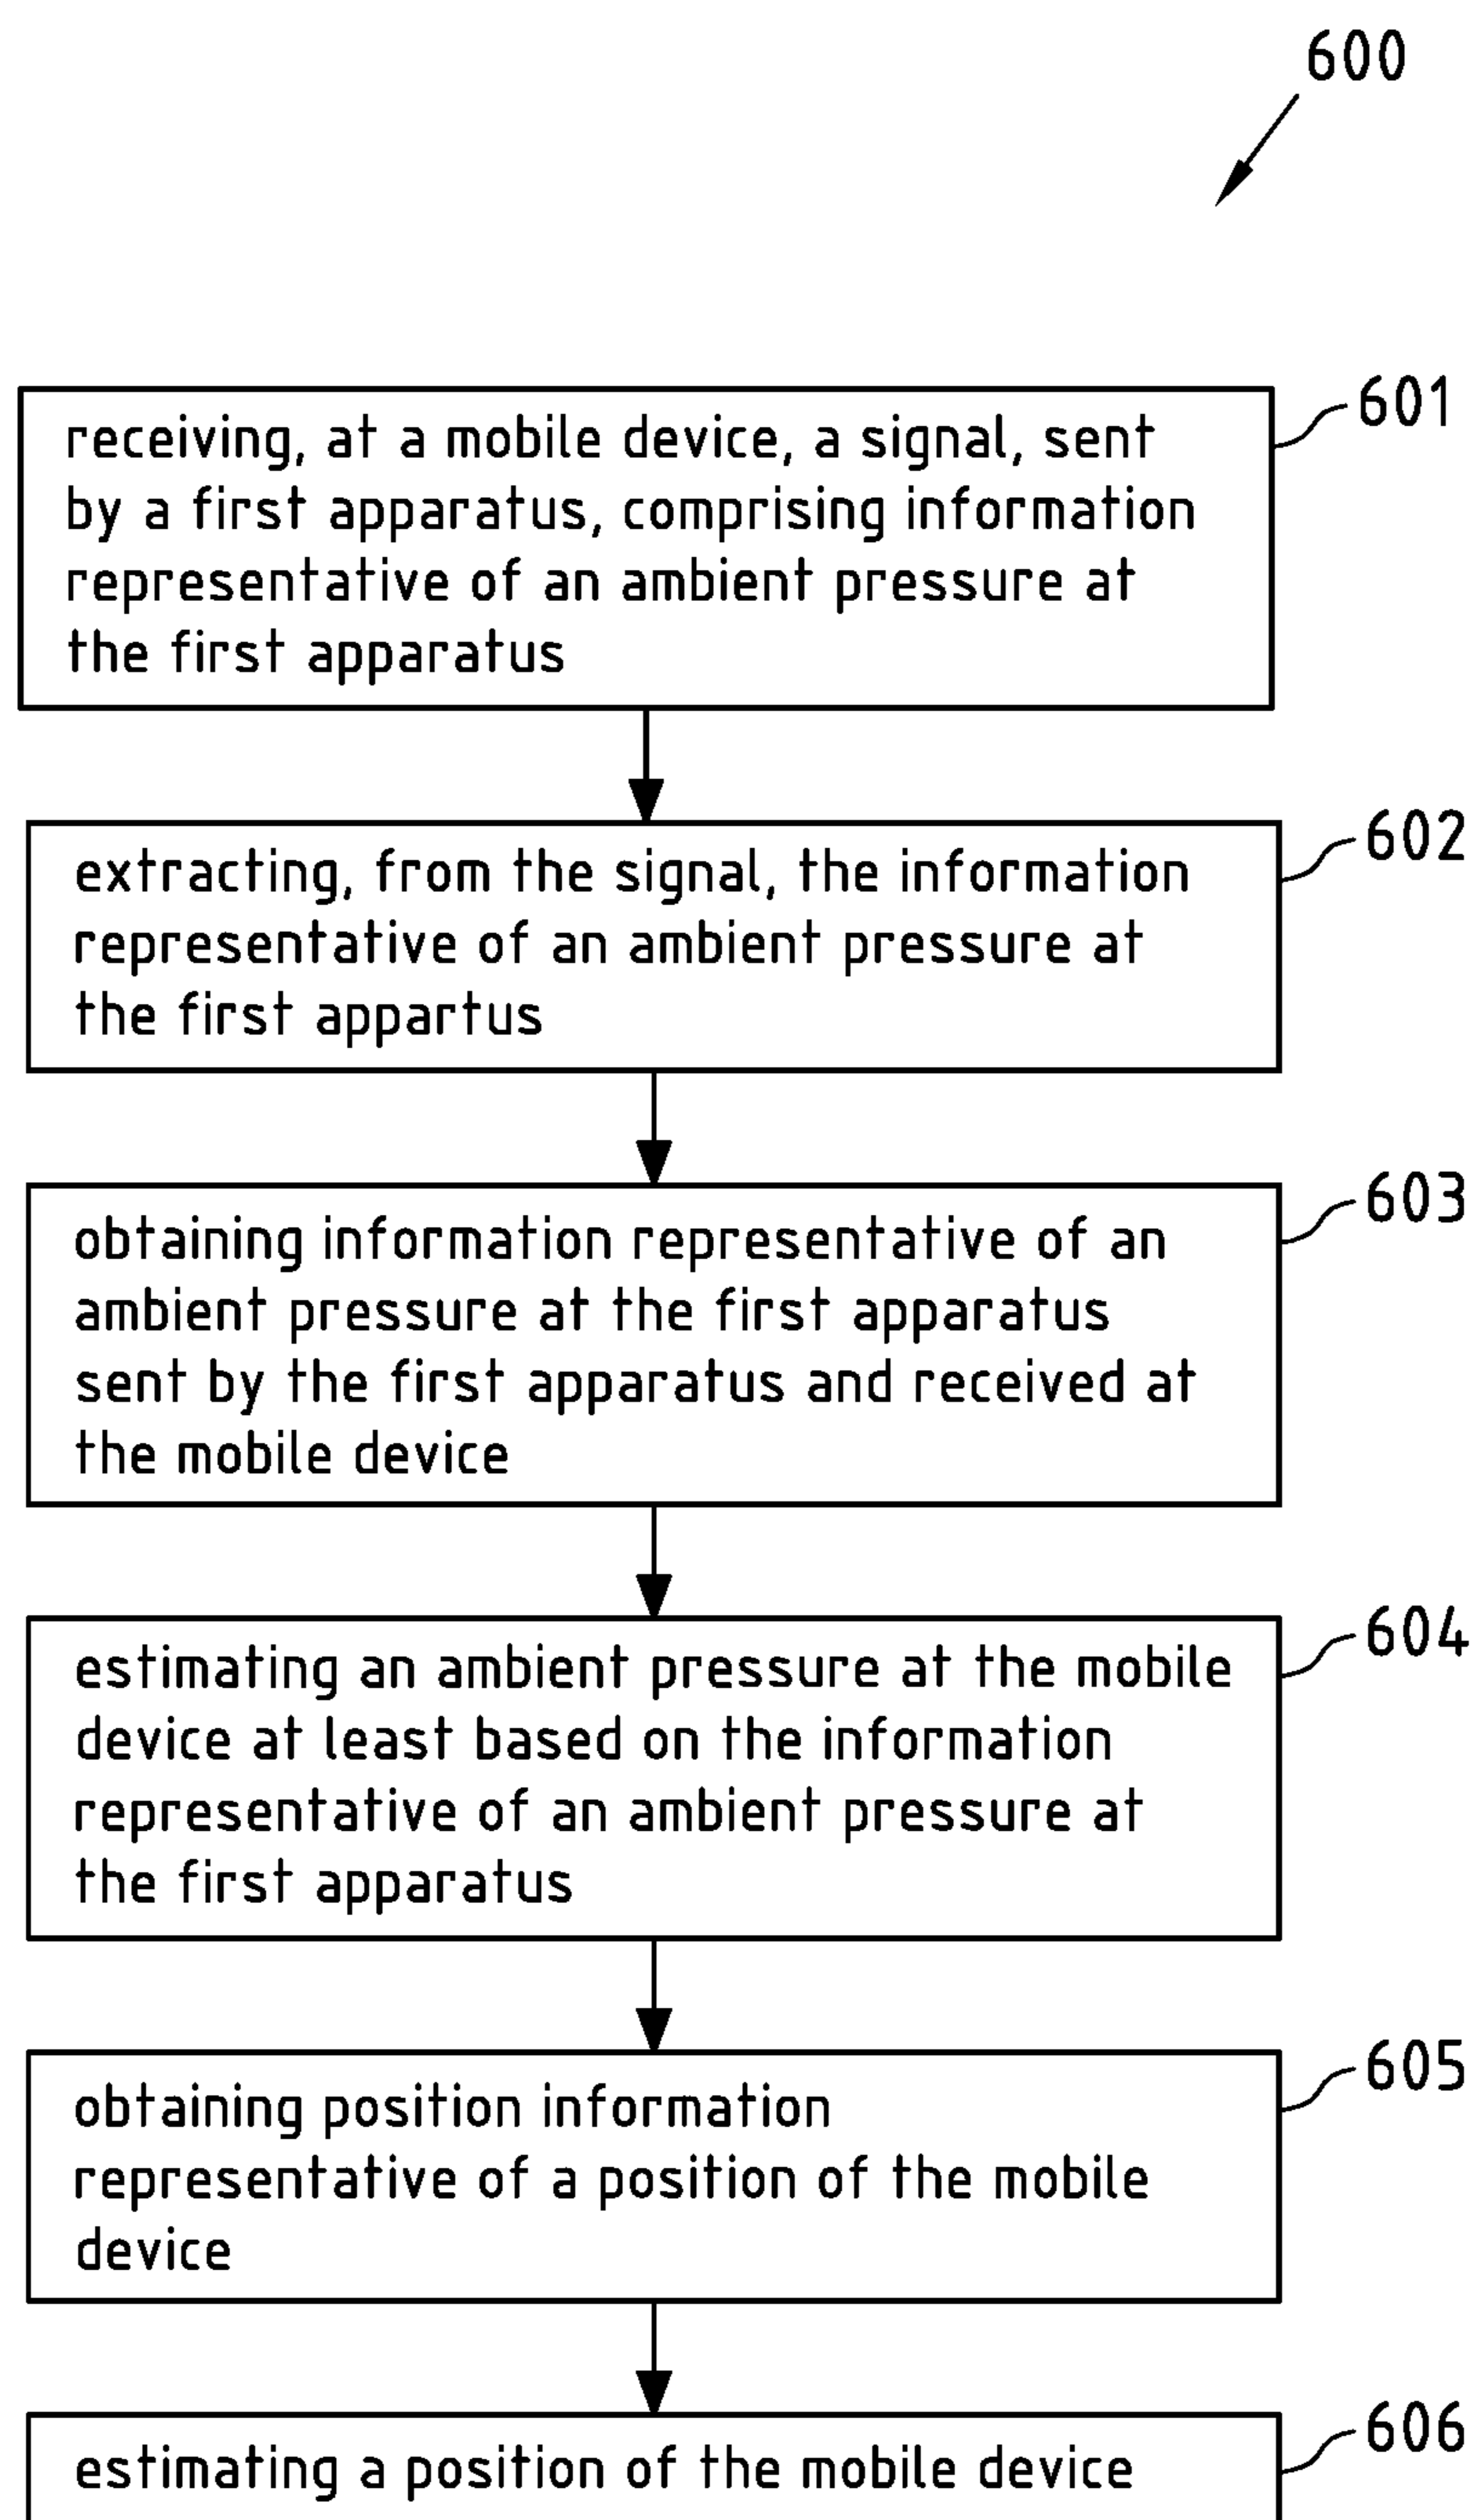 600
601
receiving, at a mobile device, a signal, sent
by a first apparatus, comprising information
representative of an ambient pressure at
the first apparatus
602
extracting, from the signal, the information
representative of an ambient pressure at
the first appartus
603
obtaining information representative of an
ambient pressure at the first apparatus
sent by the first apparatus and received at
the mobile device
604
estimating an ambient pressure at the mobile
device at least based on the information
representative of an ambient pressure at
the first apparatus
605
obtaining position information
representative of a position of the mobile
device
606
estimating a position of the mobile device